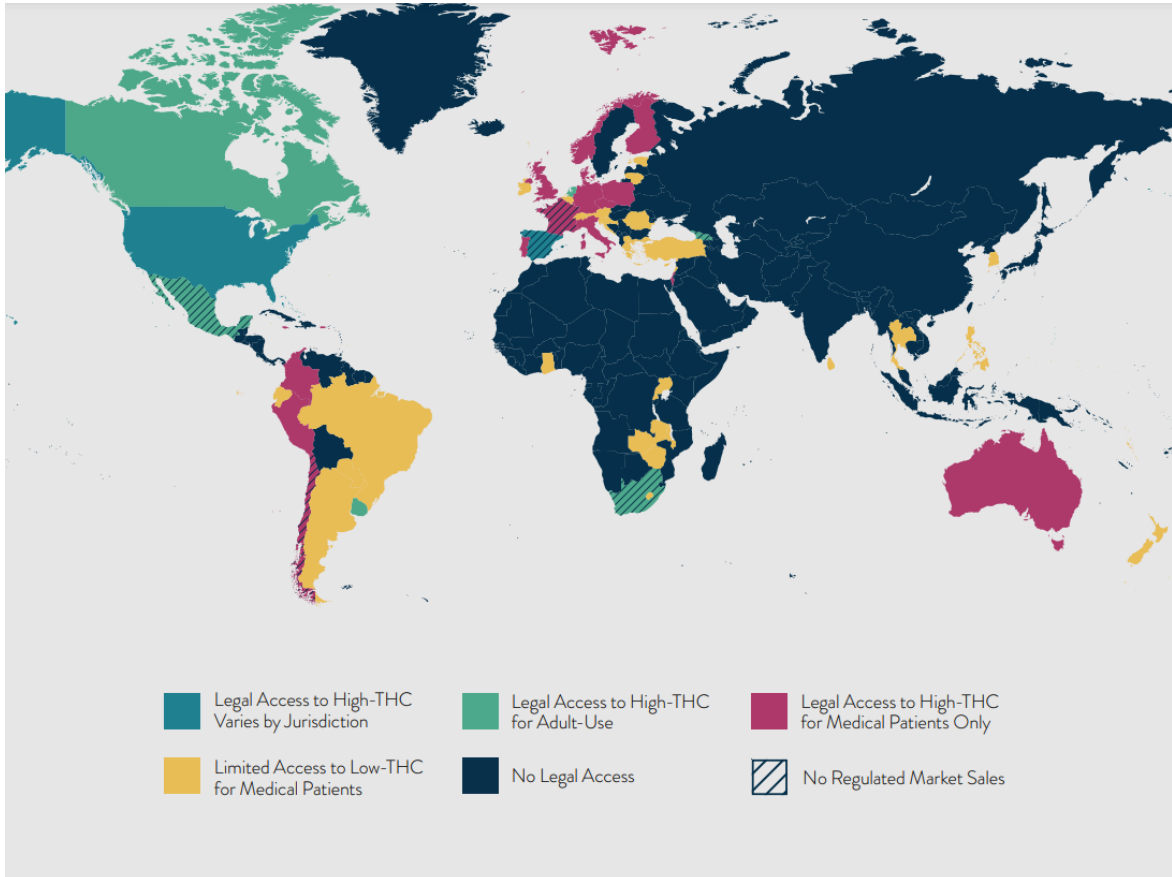 Legal Access to High-THC
Varies by Jurisdiction
Legal Access to High-THC
for Adult-Use
Legal Access to High-THC
for Medical Patients Only
Limited Access to Low-THC
for Medical Patients
No Legal Access
No Regulated Market Sales